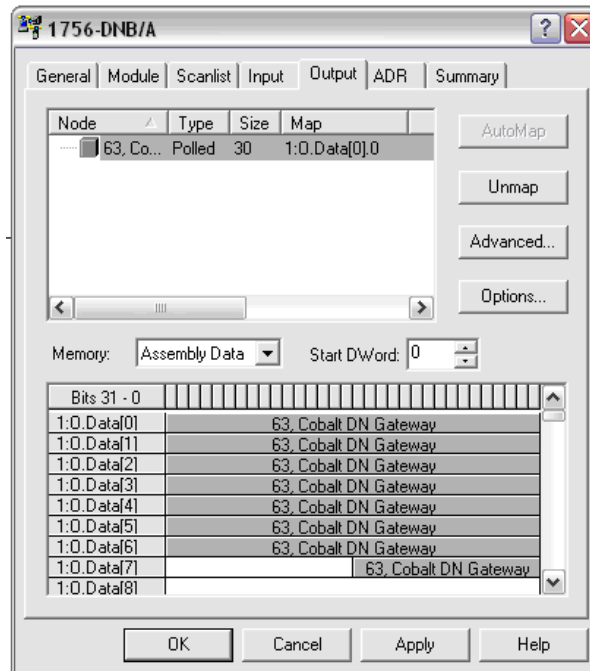 1756-DNB/A
General Module Scanlist Input Output ADR Summary
Node Type Size Map
63, Co... Polled 30 1:O.Data[0].0
AutoMap
Unmap
Advanced...
Options...
Memory: Assembly Data Start DWord: 0
Bits 31 - 0
1:O.Data[0] 63, Cobalt DN Gateway
1:O.Data[1] 63, Cobalt DN Gateway
1:O.Data[2] 63, Cobalt DN Gateway
1:O.Data[3] 63, Cobalt DN Gateway
1:O.Data[4] 63, Cobalt DN Gateway
1:O.Data[5] 63, Cobalt DN Gateway
1:O.Data[6] 63, Cobalt DN Gateway
1:O.Data[7] 63, Cobalt DN Gateway
1:O.Data[8]
OK Cancel Apply Help